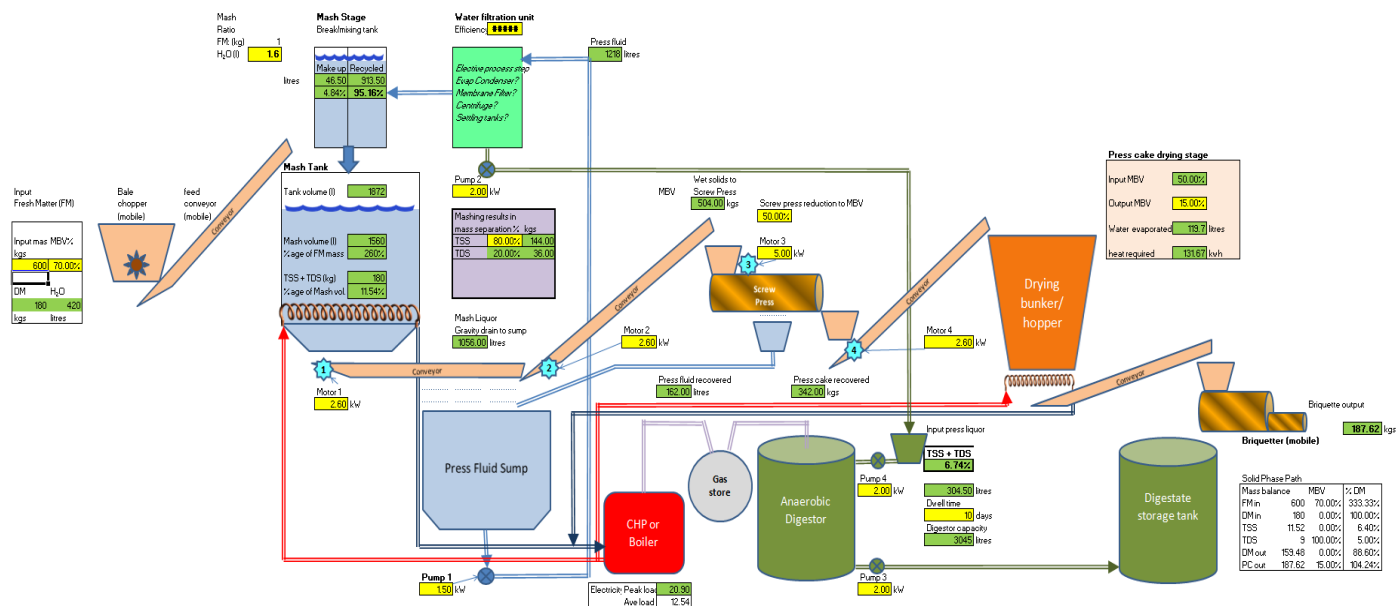 Mash
Ratio
FM: (kg) 1
H₂O (l) 1.6
Mash Stage
Break/mixing tank
Make up Recycled
litres 46.50 913.50
4.84% 95.16%
Water filtration unit
Efficiency #####
Elective process step
Evap Condenser?
Membrane Filter?
Centrifuge?
Settling tanks?
Press fluid
1218 litres
Pump 2
2.00 kW
Input
Fresh Matter (FM)
Input mas MBV%
kgs
600 70.00%
DM H₂O
180 420
kgs litres
Bale
chopper
(mobile)
feed
conveyor
(mobile)
Conveyor
Mash Tank
Tank volume (l) 1872
Mash volume (l) 1560
%age of FM mass 260%
TSS + TDS (kg) 180
%age of Mash vol. 11.54%
Mashing results in
mass separation % kgs
TSS 80.00% 144.00
TDS 20.00% 36.00
Mash Liquor
Gravity drain to sump
1056.00 litres
1
Motor 1
2.60 kW
Conveyor
2
Motor 2
2.60 kW
Conveyor
MBV
Wet solids to
Screw Press
504.00 kgs
Screw press reduction to MBV
50.00%
Motor 3
5.00 kW
3
Screw
Press
Press fluid recovered
162.00 litres
Press cake recovered
342.00 kgs
4
Motor 4
2.60 kW
Conveyor
Drying
bunker/
hopper
Press cake drying stage
Input MBV 50.00%
Output MBV 15.00%
Water evaporated 119.7 litres
heat required 131.67 kwh
Conveyor
Briquette output
187.62 kgs
Briquetter (mobile)
Press Fluid Sump
Pump 1
1.50 kW
CHP or
Boiler
Electricity Peak load 20.90
Ave load 12.54
Gas
store
Anaerobic
Digestor
Input press liquor
TSS + TDS
6.74%
304.50 litres
Dwell time
10 days
Digestor capacity
3045 litres
Pump 4
2.00 kW
Pump 3
2.00 kW
Digestate
storage tank
Solid Phase Path
Mass balance MBV % DM
FM in 600 70.00% 333.33%
DM in 180 0.00% 100.00%
TSS 11.52 0.00% 6.40%
TDS 9 100.00% 5.00%
DM out 159.48 0.00% 88.60%
PC out 187.62 15.00% 104.24%